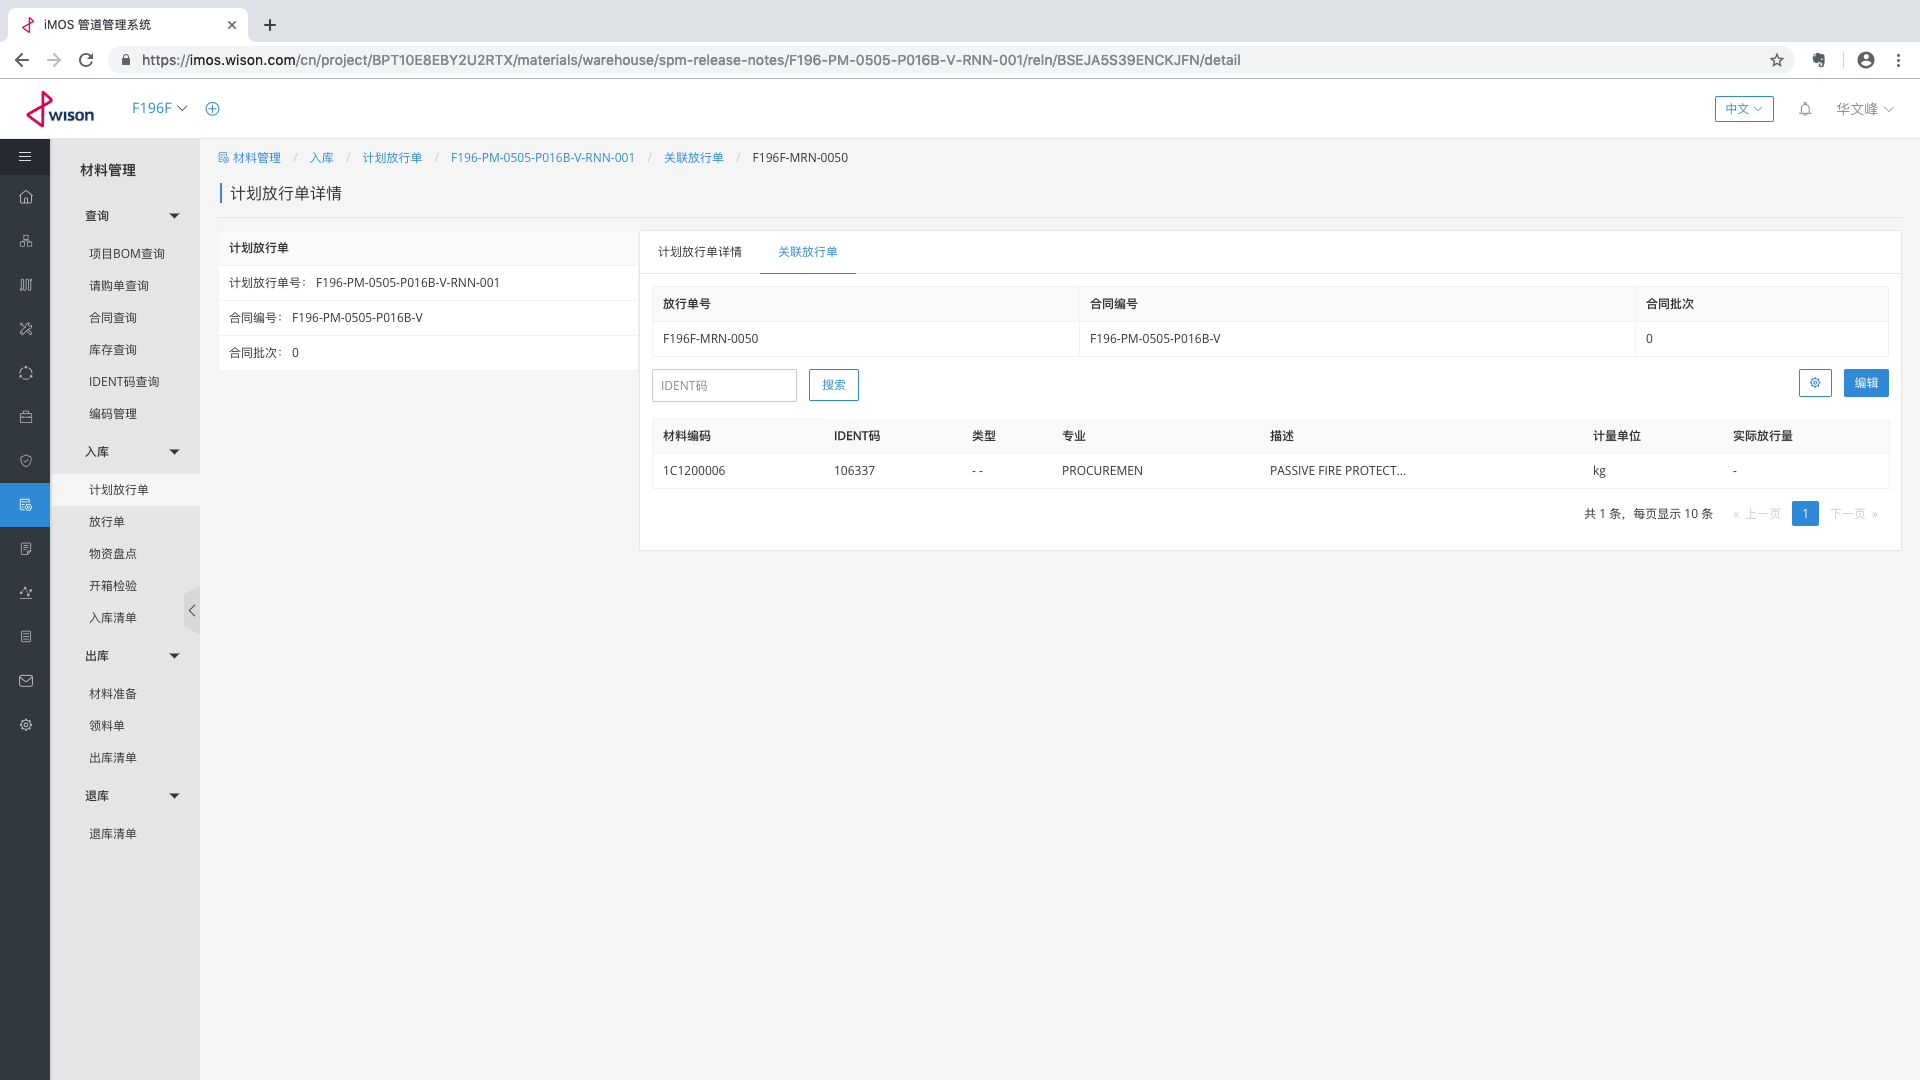 iMOS 管道管理系统
https://imos.wison.com/cn/project/BPT10E8EBY2U2RTX/materials/warehouse/spm-release-notes/F196-PM-0505-P016B-V-RNN-001/reln/BSEJA5S39ENCKJFN/detail
wison
F196F
中文
华文峰
材料管理
查询
项目BOM查询
请购单查询
合同查询
库存查询
IDENT码查询
编码管理
入库
计划放行单
放行单
物资盘点
开箱检验
入库清单
出库
材料准备
领料单
出库清单
退库
退库清单
材料管理 / 入库 / 计划放行单 / F196-PM-0505-P016B-V-RNN-001 / 关联放行单 / F196F-MRN-0050
计划放行单详情
计划放行单
计划放行单号： F196-PM-0505-P016B-V-RNN-001
合同编号： F196-PM-0505-P016B-V
合同批次： 0
计划放行单详情 关联放行单
放行单号 合同编号 合同批次
F196F-MRN-0050 F196-PM-0505-P016B-V 0
IDENT码 搜索 编辑
材料编码 IDENT码 类型 专业 描述 计量单位 实际放行量
1C1200006 106337 - - PROCUREMEN PASSIVE FIRE PROTECT... kg -
共 1 条，每页显示 10 条 « 上一页 1 下一页 »